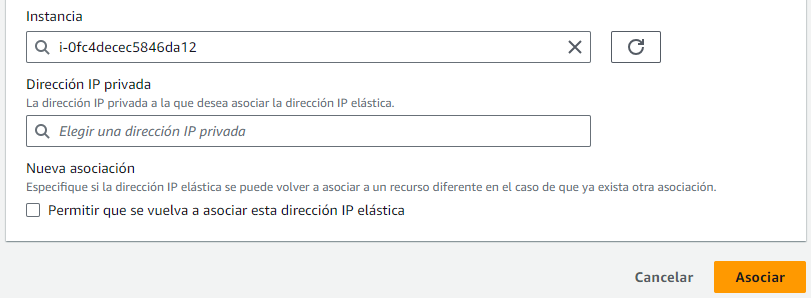 Instancia
i-0fc4decec5846da12
Dirección IP privada
La dirección IP privada a la que desea asociar la dirección IP elástica.
Elegir una dirección IP privada
Nueva asociación
Especifique si la dirección IP elástica se puede volver a asociar a un recurso diferente en el caso de que ya exista otra asociación.
Permitir que se vuelva a asociar esta dirección IP elástica
Cancelar Asociar